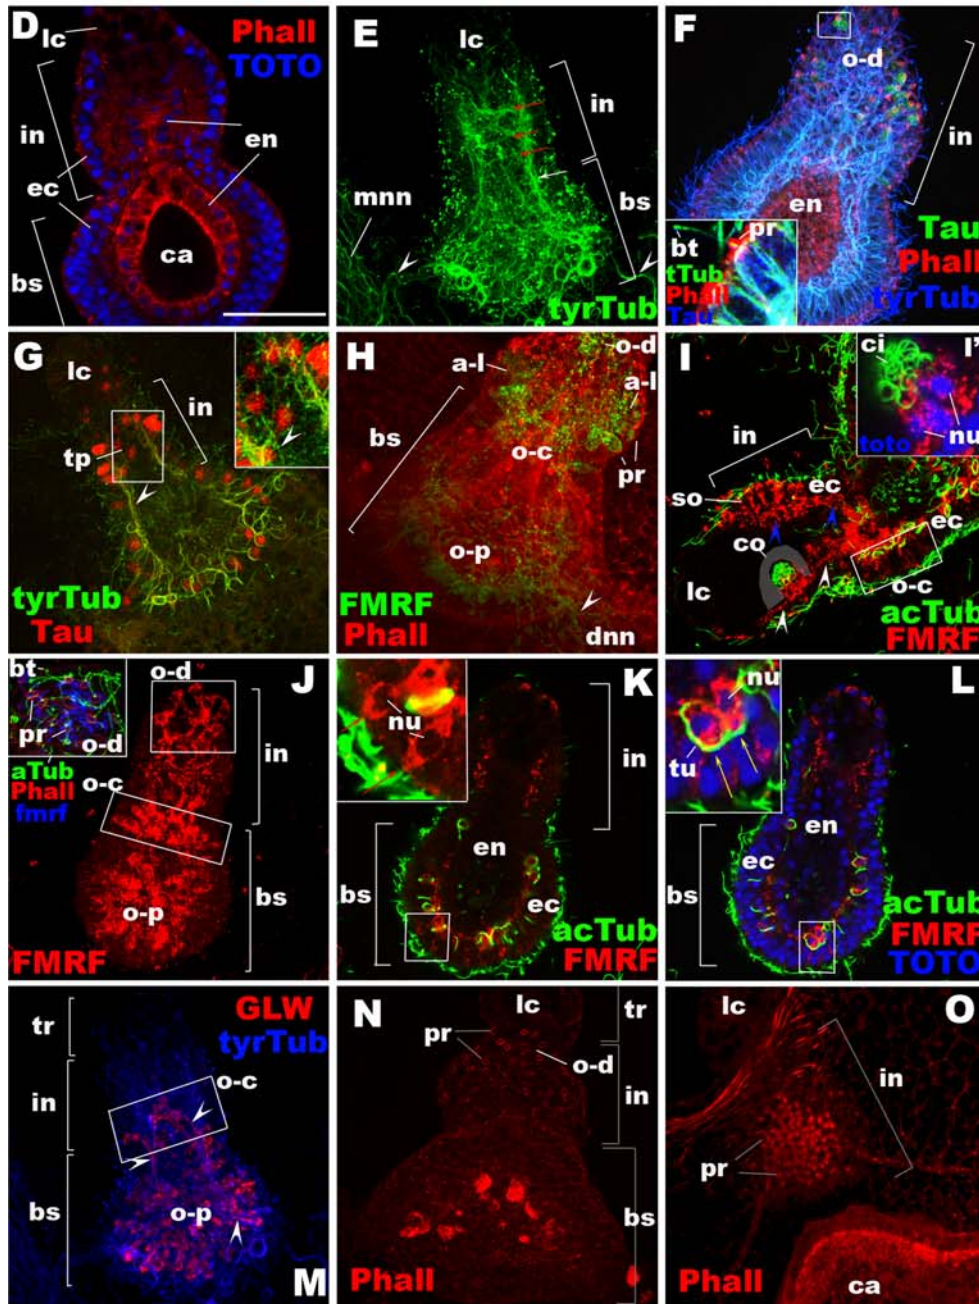 D
Phall
TOTO
lc
in
en
ec
ca
bs
E
lc
in
mnn
bs
tyrTub
F
o-d
in
en
pr
bt
tTub
Phall
Tau
Tau
Phall
tyrTub
G
lc
in
tp
tyrTub
Tau
H
o-d
a-l
a-l
bs
o-c
pr
o-p
FMRF
Phall
dnn
I
ci
I'
nu
toto
in
so
ec
co
ec
lc
o-c
acTub
FMRF
J
bt
o-d
pr
o-d
aTub
Phall
fmrf
o-c
in
o-p
bs
FMRF
K
nu
in
en
bs
ec
acTub
FMRF
L
nu
tu
en
ec
bs
acTub
FMRF
TOTO
GLW
tyrTub
tr
o-c
in
o-p
bs
M
N
lc
tr
pr
o-d
in
bs
Phall
O
lc
in
pr
ca
Phall